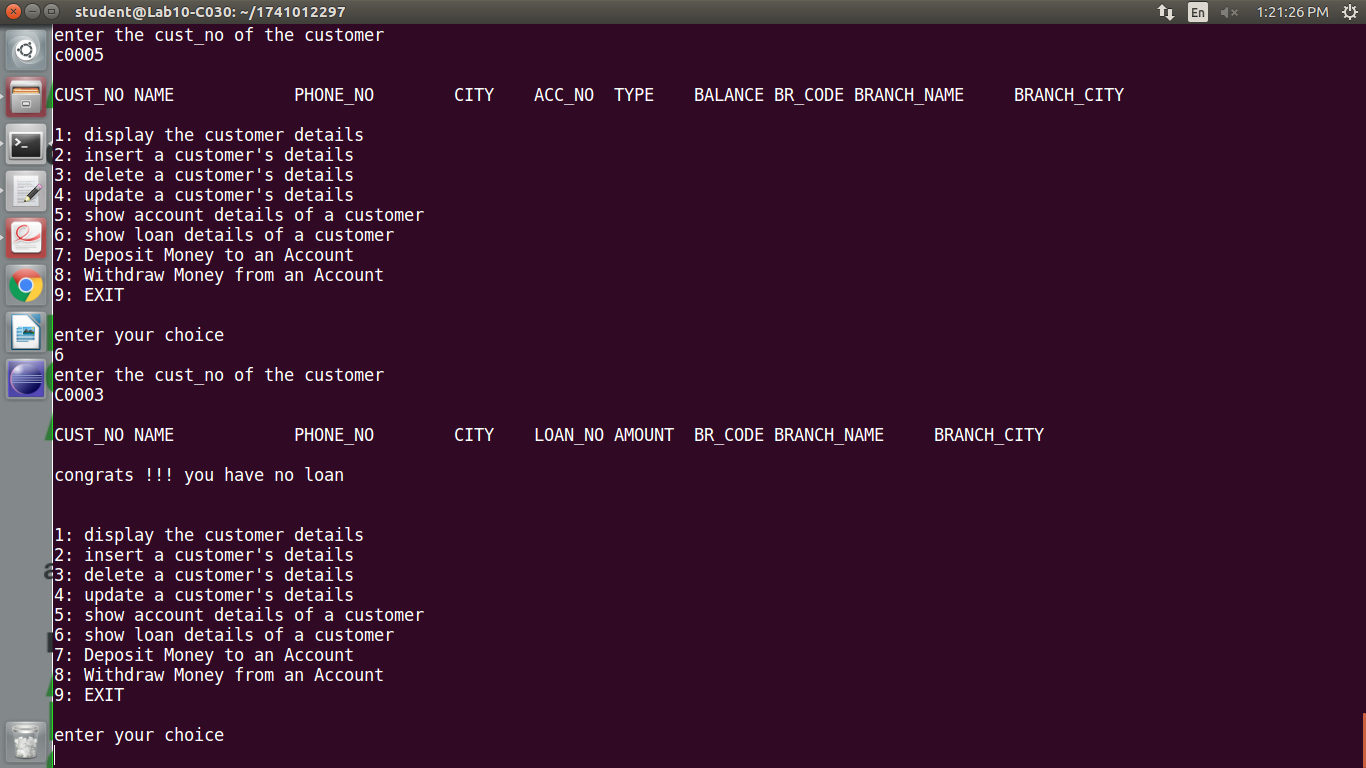 student@Lab10-C030: ~/1741012297
En
1:21:26 PM
enter the cust_no of the customer
c0005
CUST_NO NAME            PHONE_NO        CITY    ACC_NO  TYPE    BALANCE BR_CODE BRANCH_NAME     BRANCH_CITY
1: display the customer details
2: insert a customer's details
3: delete a customer's details
4: update a customer's details
5: show account details of a customer
6: show loan details of a customer
7: Deposit Money to an Account
8: Withdraw Money from an Account
9: EXIT
enter your choice
6
enter the cust_no of the customer
C0003
CUST_NO NAME            PHONE_NO        CITY    LOAN_NO AMOUNT  BR_CODE BRANCH_NAME     BRANCH_CITY
congrats !!! you have no loan
1: display the customer details
2: insert a customer's details
3: delete a customer's details
4: update a customer's details
5: show account details of a customer
6: show loan details of a customer
7: Deposit Money to an Account
8: Withdraw Money from an Account
9: EXIT
enter your choice